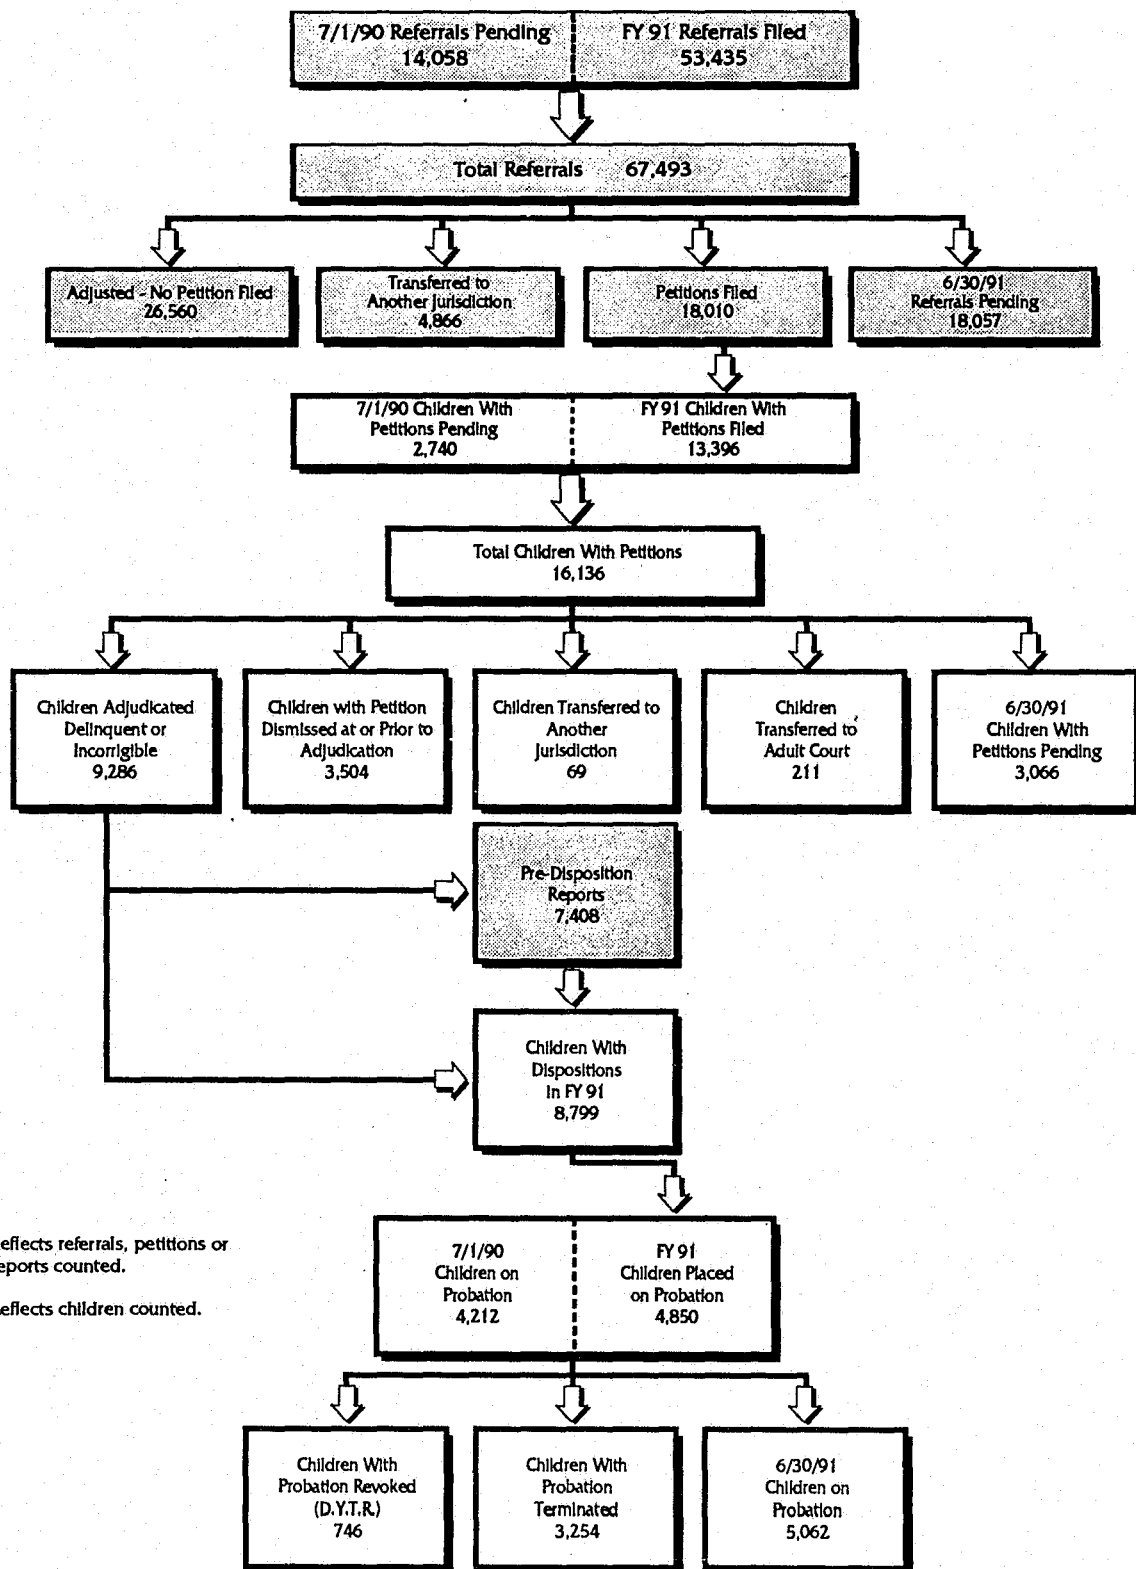 7/1/90 Referrals Pending
14,058
FY 91 Referrals Filed
53,435
Total Referrals 67,493
Adjusted - No Petition Filed
26,560
Transferred to
Another Jurisdiction
4,866
Petitions Filed
18,010
6/30/91
Referrals Pending
18,057
7/1/90 Children With
Petitions Pending
2,740
FY 91 Children With
Petitions Filed
13,396
Total Children With Petitions
16,136
Children Adjudicated
Delinquent or
Incorrigible
9,286
Children with Petition
Dismissed at or Prior to
Adjudication
3,504
Children Transferred to
Another
Jurisdiction
69
Children
Transferred to
Adult Court
211
6/30/91
Children With
Petitions Pending
3,066
Pre-Disposition
Reports
7,408
Children With
Dispositions
In FY 91
8,799
eflects referrals, petitions or
eports counted.
eflects children counted.
7/1/90
Children on
Probation
4,212
FY 91
Children Placed
on Probation
4,850
Children With
Probation Revoked
(D.Y.T.R.)
746
Children With
Probation
Terminated
3,254
6/30/91
Children on
Probation
5,062